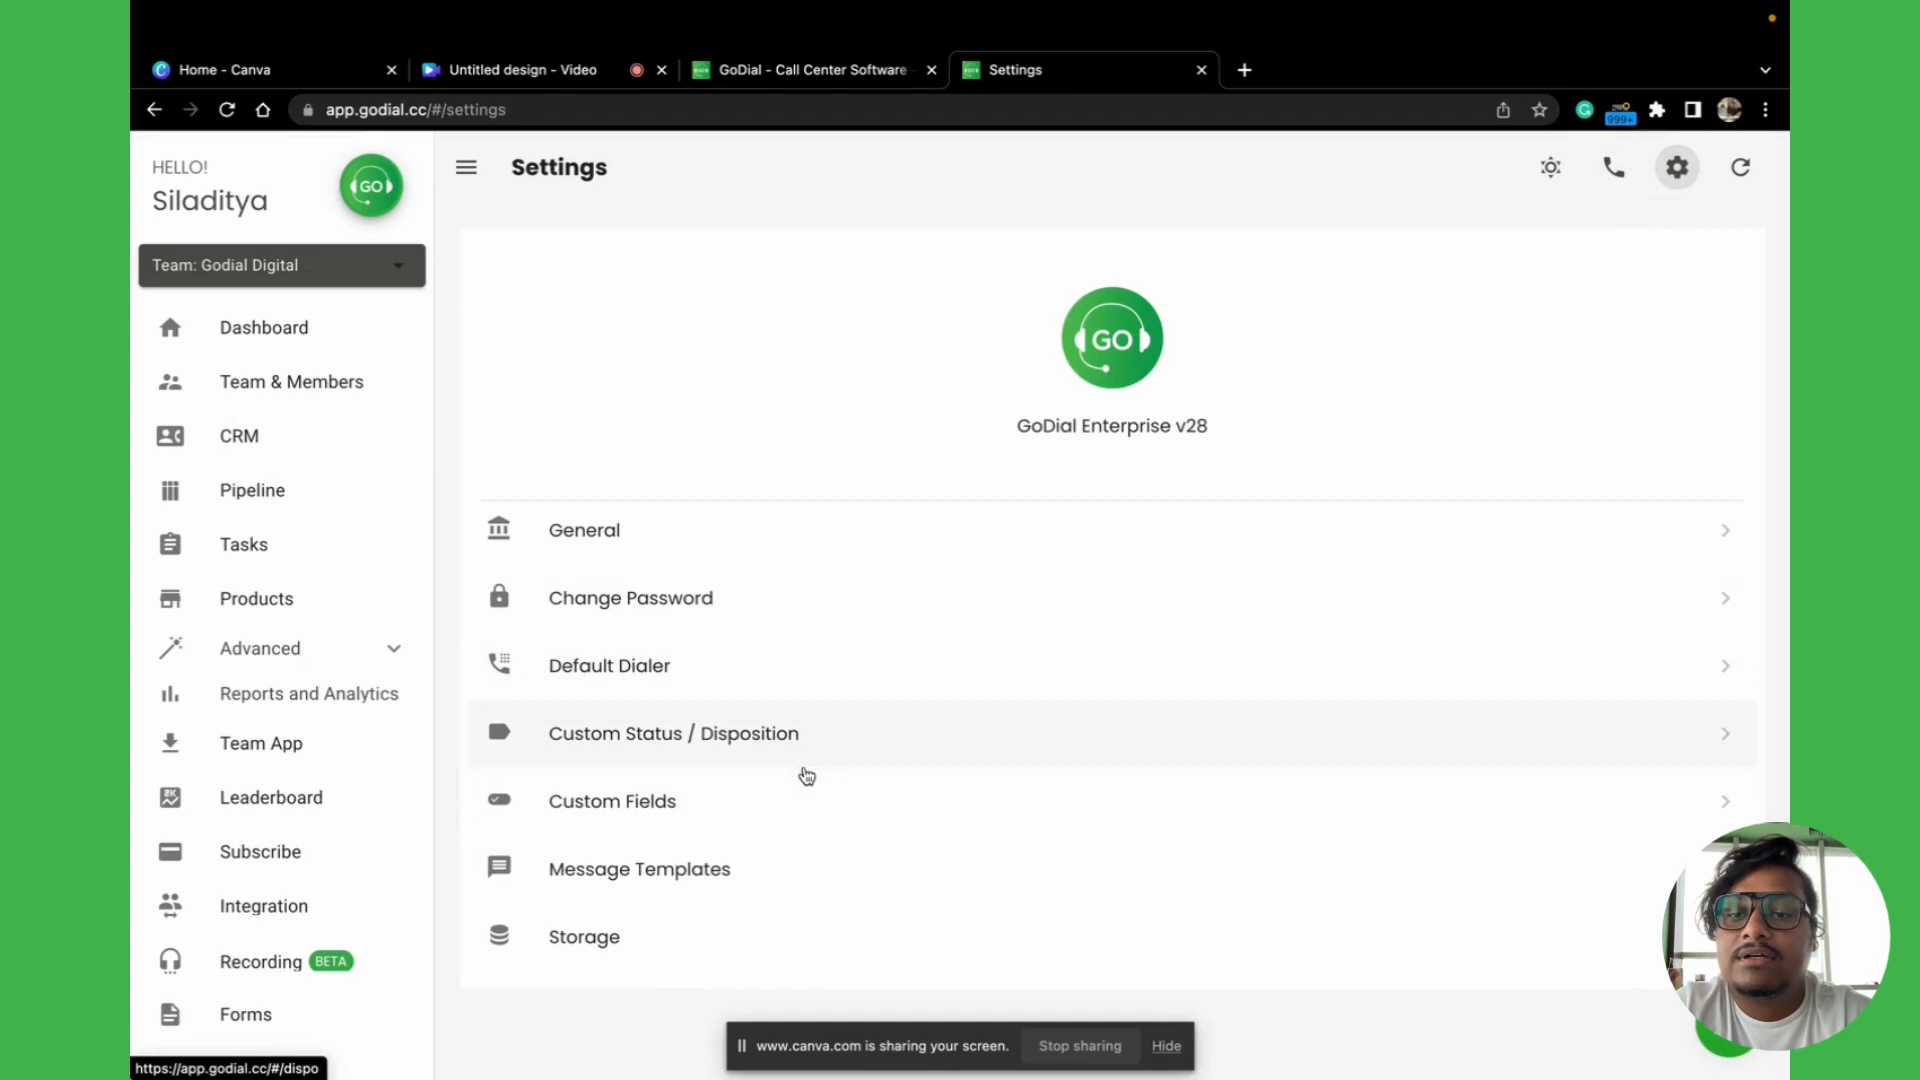 Home - Canva
Untitled design - Video
GoDial - Call Center Software
Settings
app.godial.cc/#/settings
999+
HELLO!
Siladitya
GO
Team: Godial Digital
Dashboard
Team & Members
CRM
Pipeline
Tasks
Products
Advanced
Reports and Analytics
Team App
Leaderboard
Subscribe
Integration
Recording BETA
Forms
https://app.godial.cc/#/dispo
Settings
GO
GoDial Enterprise v28
General
Change Password
Default Dialer
Custom Status / Disposition
Custom Fields
Message Templates
Storage
www.canva.com is sharing your screen. Stop sharing Hide